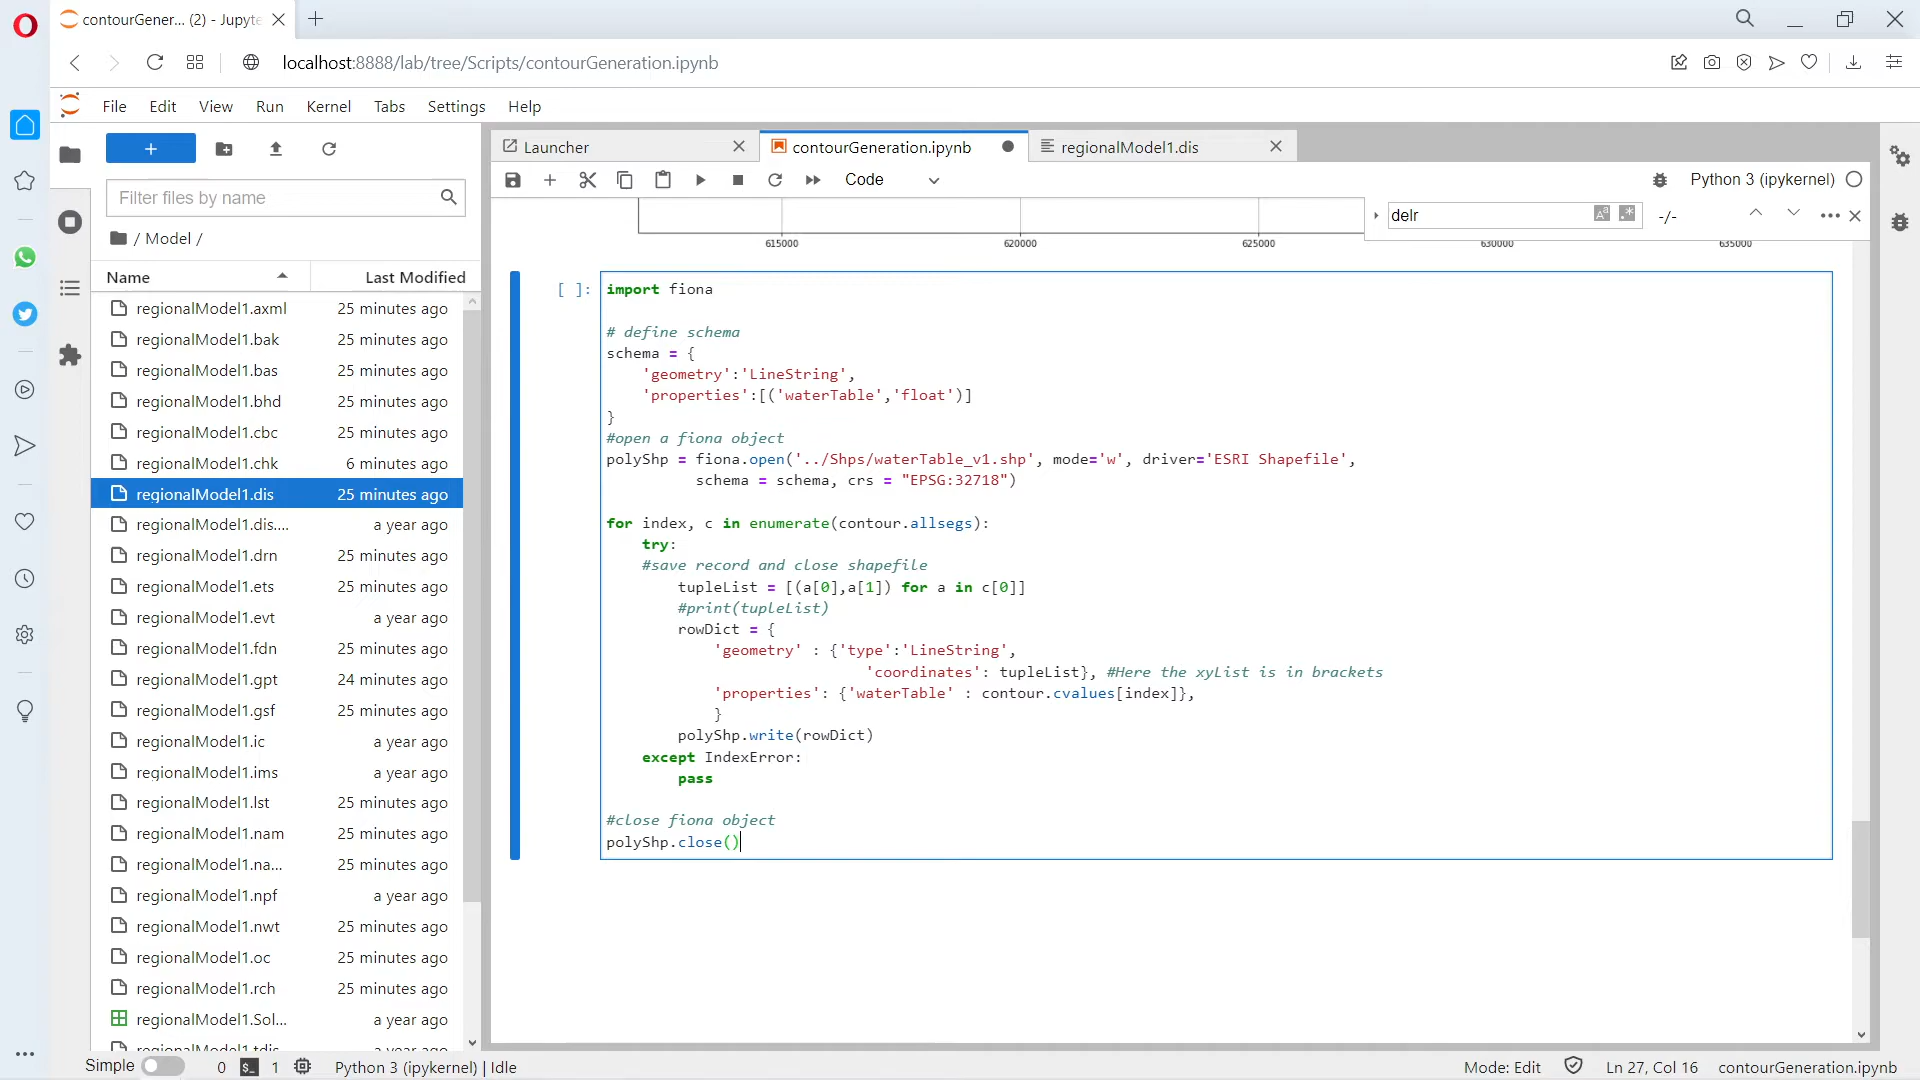 contourGener... (2) - Jupyte
localhost:8888/lab/tree/Scripts/contourGeneration.ipynb
File Edit View Run Kernel Tabs Settings Help
+
Filter files by name
/ Model /
Name Last Modified
regionalModel1.axml 25 minutes ago
regionalModel1.bak 25 minutes ago
regionalModel1.bas 25 minutes ago
regionalModel1.bhd 25 minutes ago
regionalModel1.cbc 25 minutes ago
regionalModel1.chk 6 minutes ago
regionalModel1.dis 25 minutes ago
regionalModel1.dis.... a year ago
regionalModel1.drn 25 minutes ago
regionalModel1.ets 25 minutes ago
regionalModel1.evt a year ago
regionalModel1.fdn 25 minutes ago
regionalModel1.gpt 24 minutes ago
regionalModel1.gsf 25 minutes ago
regionalModel1.ic a year ago
regionalModel1.ims a year ago
regionalModel1.lst 25 minutes ago
regionalModel1.nam 25 minutes ago
regionalModel1.na... 25 minutes ago
regionalModel1.npf a year ago
regionalModel1.nwt 25 minutes ago
regionalModel1.oc 25 minutes ago
regionalModel1.rch 25 minutes ago
regionalModel1.Sol... a year ago
regionalModel1.tdis a year ago
Launcher
contourGeneration.ipynb
regionalModel1.dis
Code
Python 3 (ipykernel)
delr
-/-
615000 620000 625000 630000 635000
[ ]:
import fiona
# define schema
schema = {
'geometry':'LineString',
'properties':[('waterTable','float')]
}
#open a fiona object
polyShp = fiona.open('../Shps/waterTable_v1.shp', mode='w', driver='ESRI Shapefile',
schema = schema, crs = "EPSG:32718")
for index, c in enumerate(contour.allsegs):
try:
#save record and close shapefile
tupleList = [(a[0],a[1]) for a in c[0]]
#print(tupleList)
rowDict = {
'geometry' : {'type':'LineString',
'coordinates': tupleList}, #Here the xyList is in brackets
'properties': {'waterTable' : contour.cvalues[index]},
}
polyShp.write(rowDict)
except IndexError:
pass
#close fiona object
polyShp.close()
Simple 0 $_ 1 Python 3 (ipykernel) | Idle
Mode: Edit Ln 27, Col 16 contourGeneration.ipynb